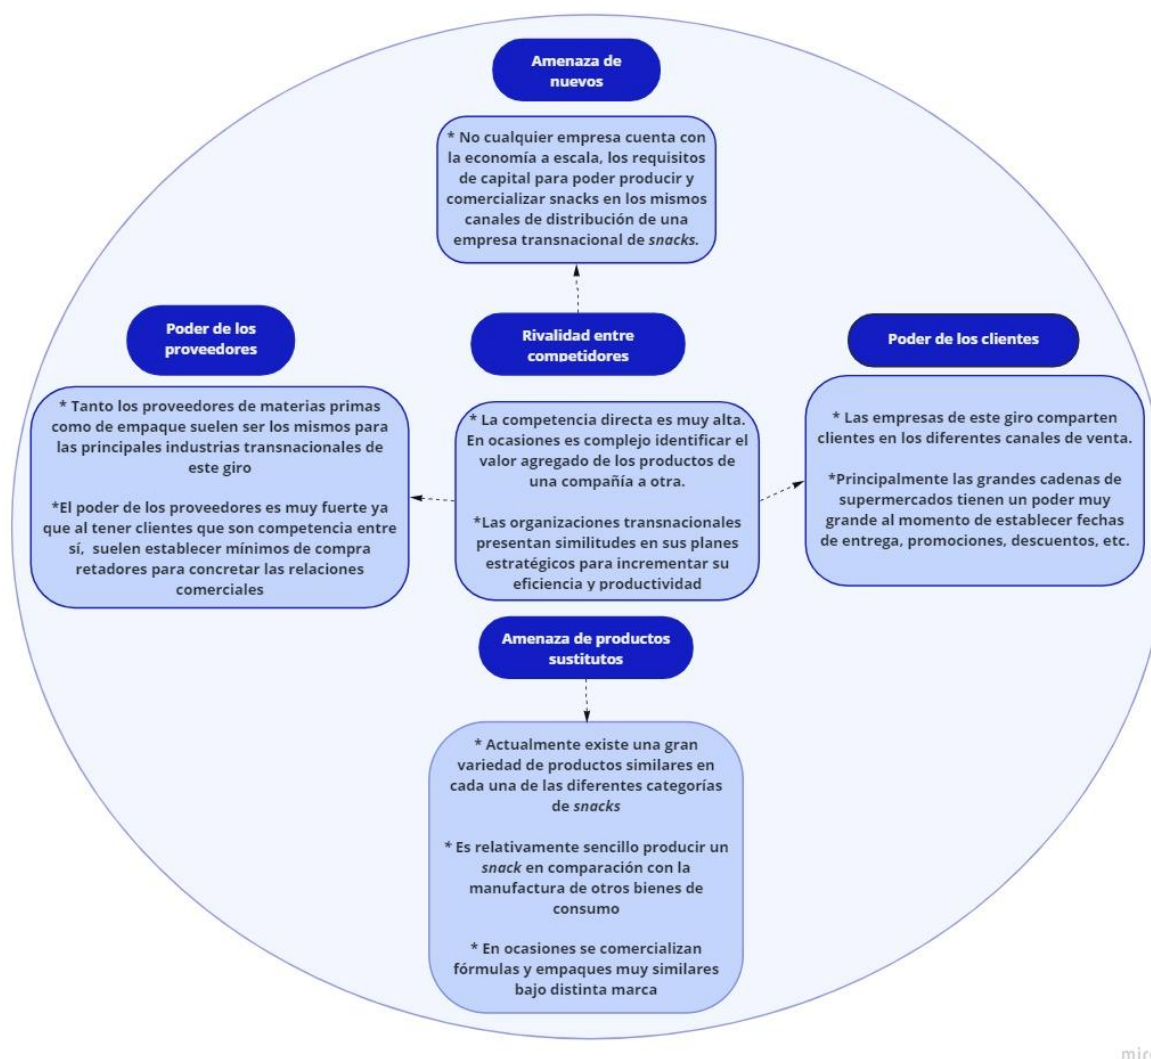 Amenaza de
nuevos
* No cualquier empresa cuenta con
la economía a escala, los requisitos
de capital para poder producir y
comercializar snacks en los mismos
canales de distribución de una
empresa transnacional de snacks.
Poder de los
proveedores
* Tanto los proveedores de materias primas
como de empaque suelen ser los mismos para
las principales industrias transnacionales de
este giro
*El poder de los proveedores es muy fuerte ya
que al tener clientes que son competencia entre
sí, suelen establecer mínimos de compra
retadores para concretar las relaciones
comerciales
Rivalidad entre
competidores
* La competencia directa es muy alta.
En ocasiones es complejo identificar el
valor agregado de los productos de
una compañía a otra.
*Las organizaciones transnacionales
presentan similitudes en sus planes
estratégicos para incrementar su
eficiencia y productividad
Poder de los clientes
* Las empresas de este giro comparten
clientes en los diferentes canales de venta.
*Principalmente las grandes cadenas de
supermercados tienen un poder muy
grande al momento de establecer fechas
de entrega, promociones, descuentos, etc.
Amenaza de productos
sustitutos
* Actualmente existe una gran
variedad de productos similares en
cada una de las diferentes categorías
de snacks
* Es relativamente sencillo producir un
snack en comparación con la
manufactura de otros bienes de
consumo
* En ocasiones se comercializan
fórmulas y empaques muy similares
bajo distinta marca